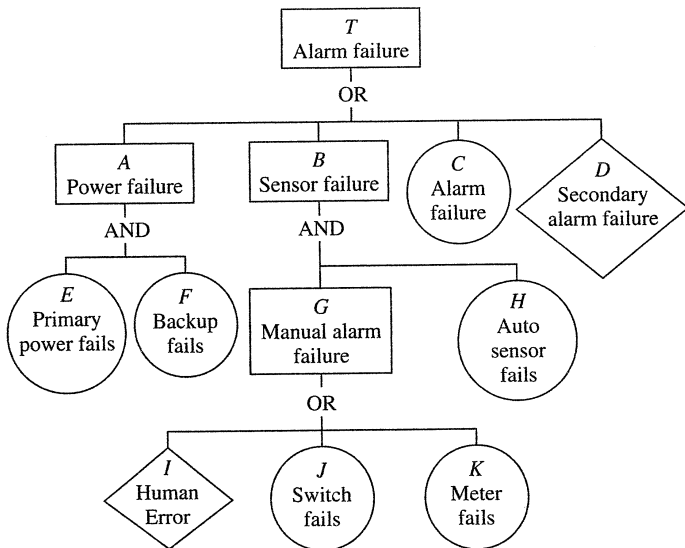 T
Alarm failure
OR
A
Power failure
B
Sensor failure
C
Alarm
failure
D
Secondary
alarm failure
AND
AND
E
Primary
power fails
F
Backup
fails
G
Manual alarm
failure
H
Auto
sensor
fails
OR
I
Human
Error
J
Switch
fails
K
Meter
fails